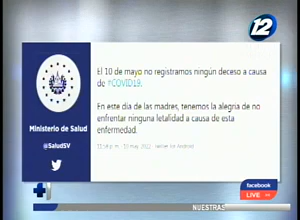 12
El 10 de mayo no registramos ningún deceso a causa
de #COVID19.
En este día de las madres, tenemos la alegría de no
enfrentar ninguna letalidad a causa de esta
enfermedad.
Ministerio de Salud
@SaludSV
facebook
LIVE
NUESTRAS